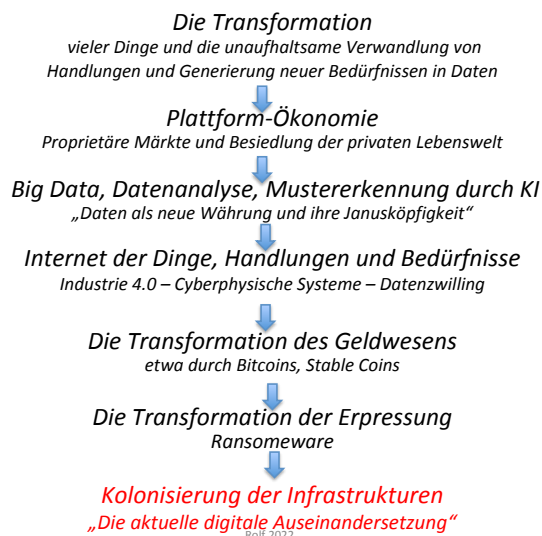 Die Transformation
vieler Dinge und die unaufhaltsame Verwandlung von
Handlungen und Generierung neuer Bedürfnissen in Daten
Plattform-Ökonomie
Proprietäre Märkte und Besiedlung der privaten Lebenswelt
Big Data, Datenanalyse, Mustererkennung durch KI
„Daten als neue Währung und ihre Janusköpfigkeit“
Internet der Dinge, Handlungen und Bedürfnisse
Industrie 4.0 – Cyberphysische Systeme – Datenzwilling
Die Transformation des Geldwesens
etwa durch Bitcoins, Stable Coins
Die Transformation der Erpressung
Ransomeware
Kolonisierung der Infrastrukturen
„Die aktuelle digitale Auseinandersetzung“
Rolf 2022